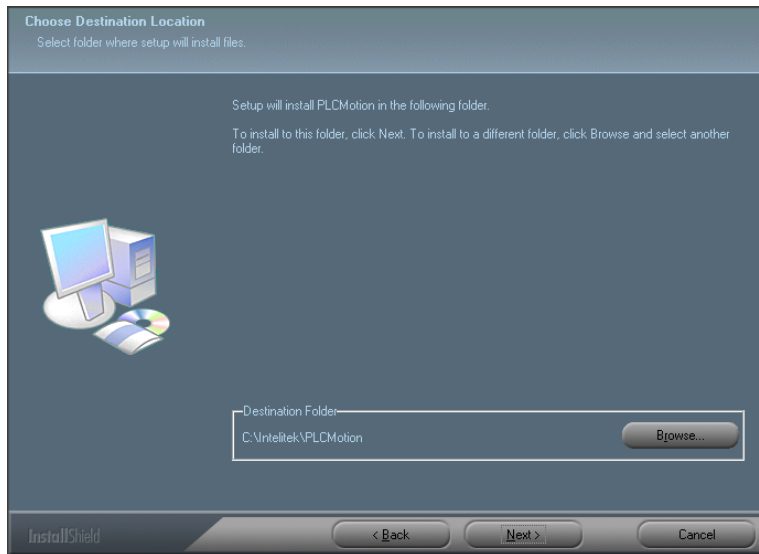 Choose Destination Location
Select folder where setup will install files.
Setup will install PLCMotion in the following folder.
To install to this folder, click Next. To install to a different folder, click Browse and select another
folder.
Destination Folder
C:\Intelitek\PLCMotion
Browse...
InstallShield
< Back
Next >
Cancel